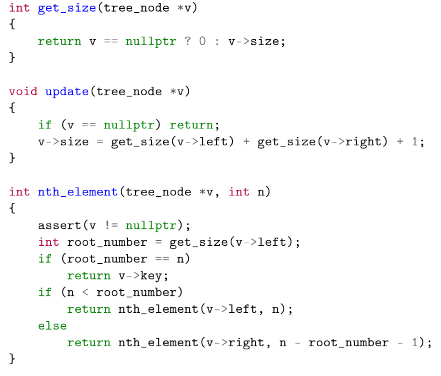 int get_size(tree_node *v)
{
    return v == nullptr ? 0 : v->size;
}

void update(tree_node *v)
{
    if (v == nullptr) return;
    v->size = get_size(v->left) + get_size(v->right) + 1;
}

int nth_element(tree_node *v, int n)
{
    assert(v != nullptr);
    int root_number = get_size(v->left);
    if (root_number == n)
        return v->key;
    if (n < root_number)
        return nth_element(v->left, n);
    else
        return nth_element(v->right, n - root_number - 1);
}